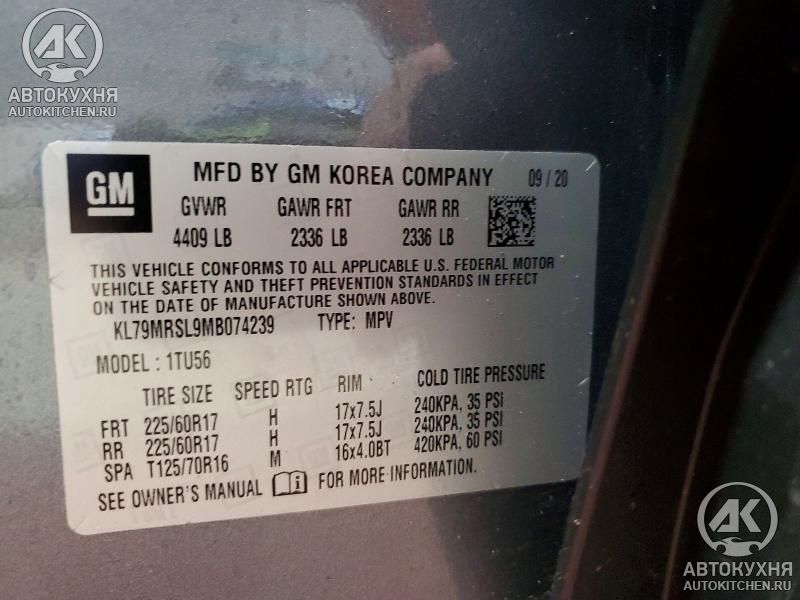 АВТОКУХНЯ
AUTOKITCHEN.RU
GM
MFD BY GM KOREA COMPANY 09 / 20
GVWR GAWR FRT GAWR RR
4409 LB 2336 LB 2336 LB
THIS VEHICLE CONFORMS TO ALL APPLICABLE U.S. FEDERAL MOTOR
VEHICLE SAFETY AND THEFT PREVENTION STANDARDS IN EFFECT
ON THE DATE OF MANUFACTURE SHOWN ABOVE.
KL79MRSL9MB074239 TYPE: MPV
MODEL : 1TU56
TIRE SIZE SPEED RTG RIM COLD TIRE PRESSURE
FRT 225/60R17 H 17x7.5J 240KPA, 35 PSI
RR 225/60R17 H 17x7.5J 240KPA, 35 PSI
SPA T125/70R16 M 16x4.0BT 420KPA, 60 PSI
SEE OWNER'S MANUAL i FOR MORE INFORMATION.
АВТОКУХНЯ
AUTOKITCHEN.RU